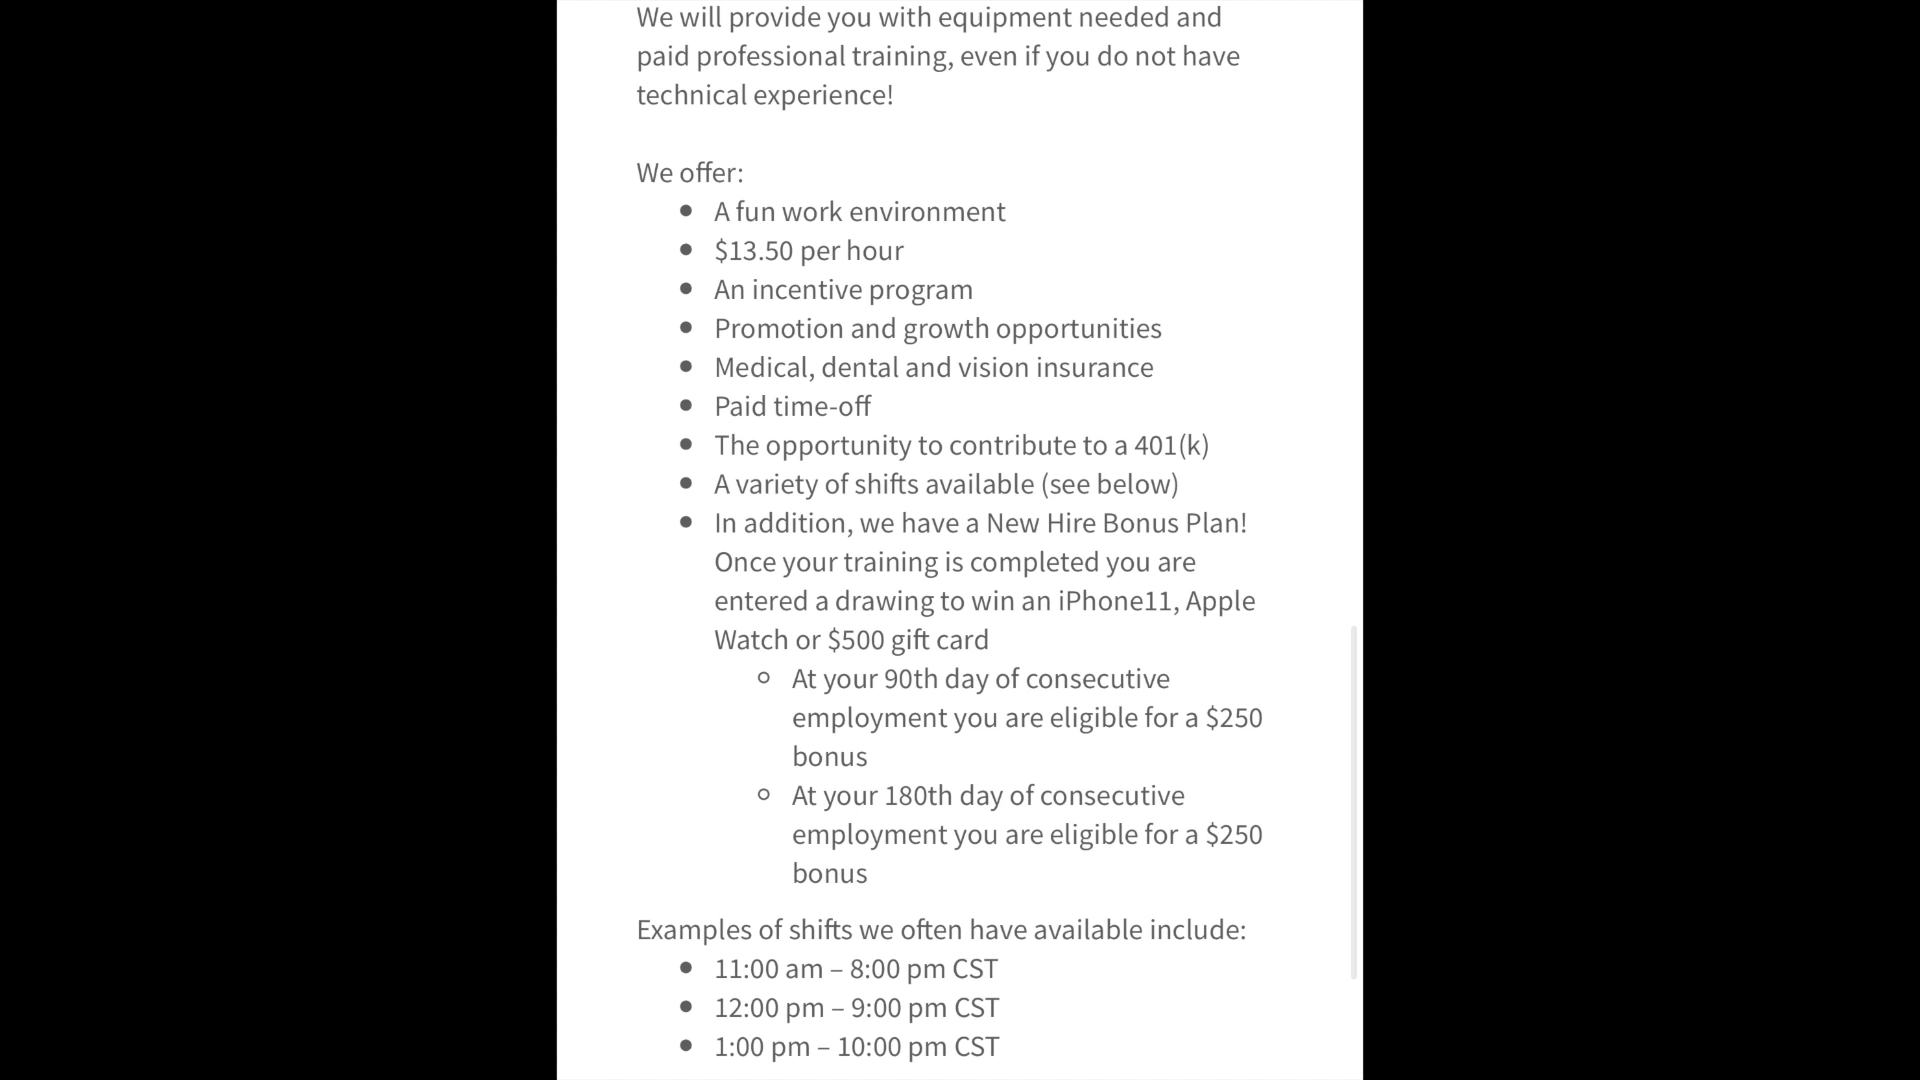 We will provide you with equipment needed and
paid professional training, even if you do not have
technical experience!
We offer:
• A fun work environment
• $13.50 per hour
• An incentive program
• Promotion and growth opportunities
• Medical, dental and vision insurance
• Paid time-off
• The opportunity to contribute to a 401(k)
• A variety of shifts available (see below)
• In addition, we have a New Hire Bonus Plan!
Once your training is completed you are
entered a drawing to win an iPhone11, Apple
Watch or $500 gift card
◦ At your 90th day of consecutive
employment you are eligible for a $250
bonus
◦ At your 180th day of consecutive
employment you are eligible for a $250
bonus
Examples of shifts we often have available include:
• 11:00 am – 8:00 pm CST
• 12:00 pm – 9:00 pm CST
• 1:00 pm – 10:00 pm CST